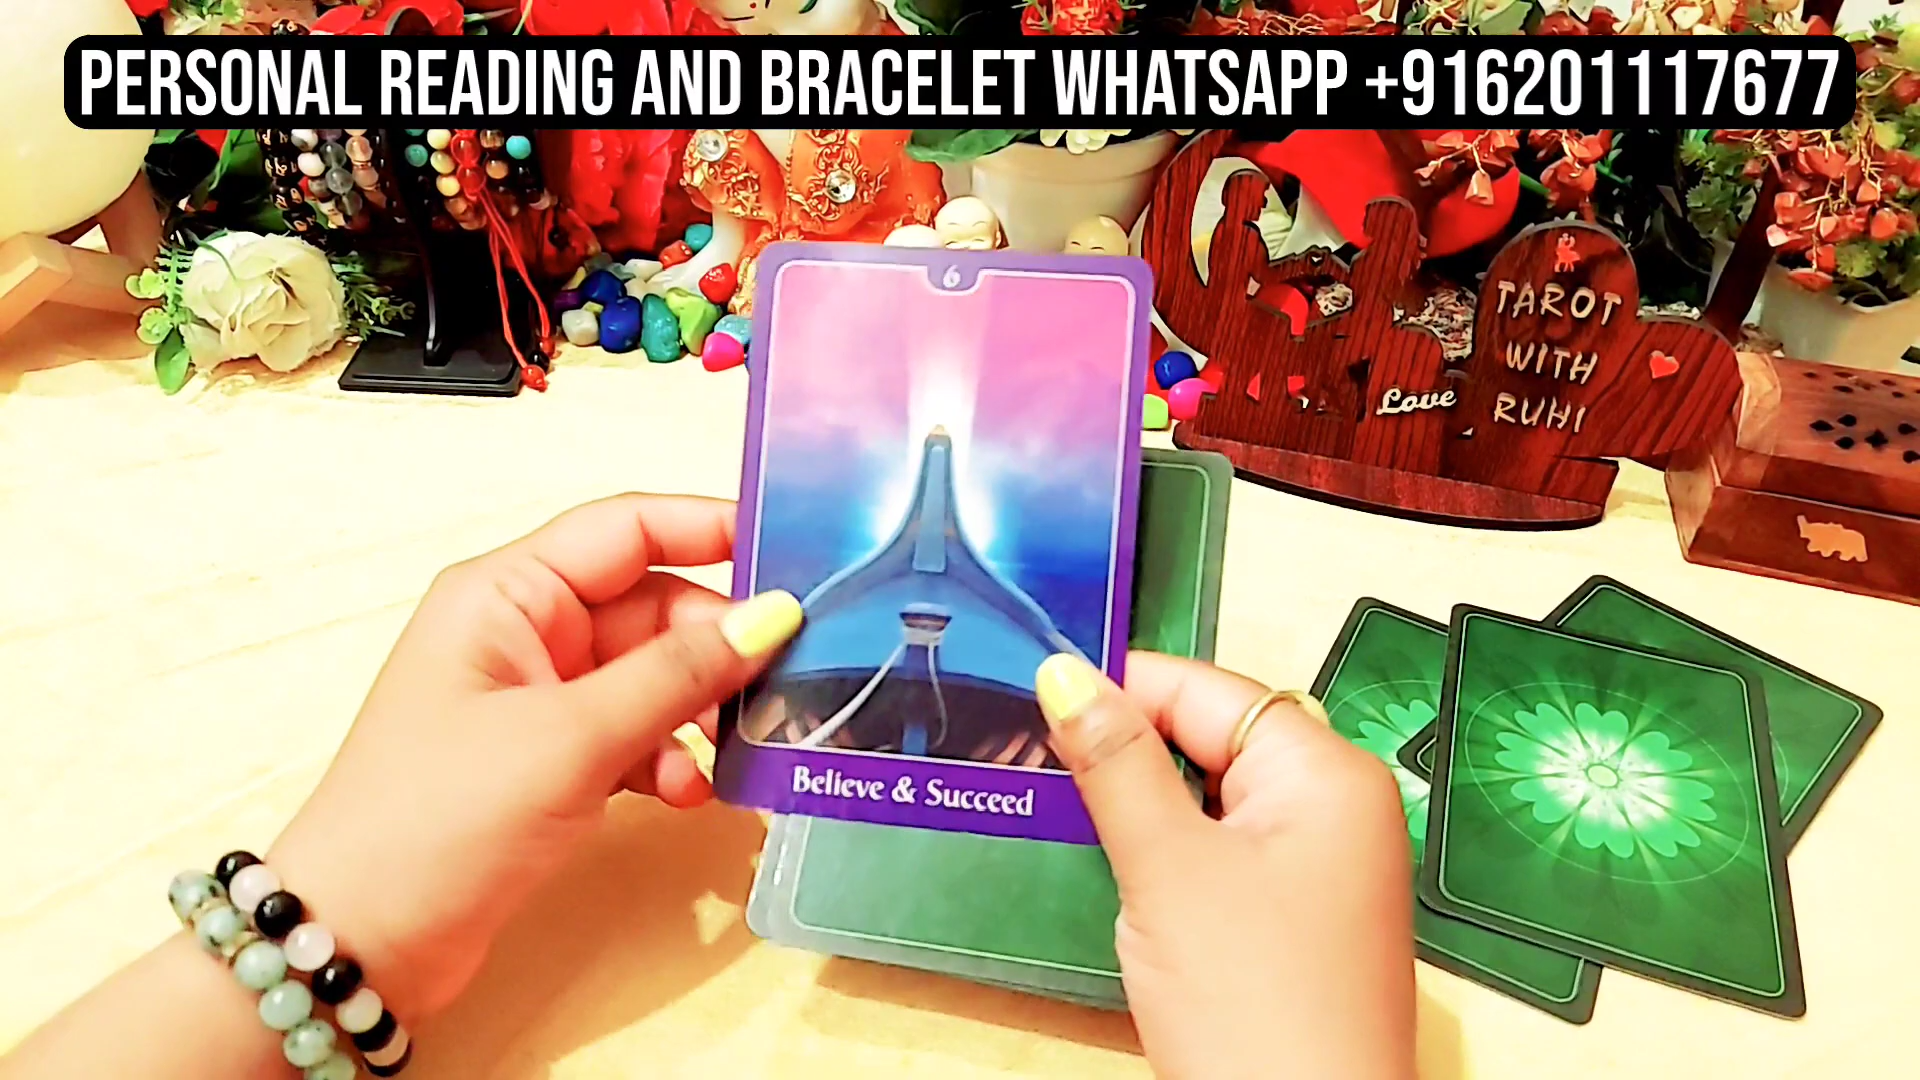 PERSONAL READING AND BRACELET WHATSAPP +916201117677
6
Believe & Succeed
Love
TAROT
WITH
RUHI